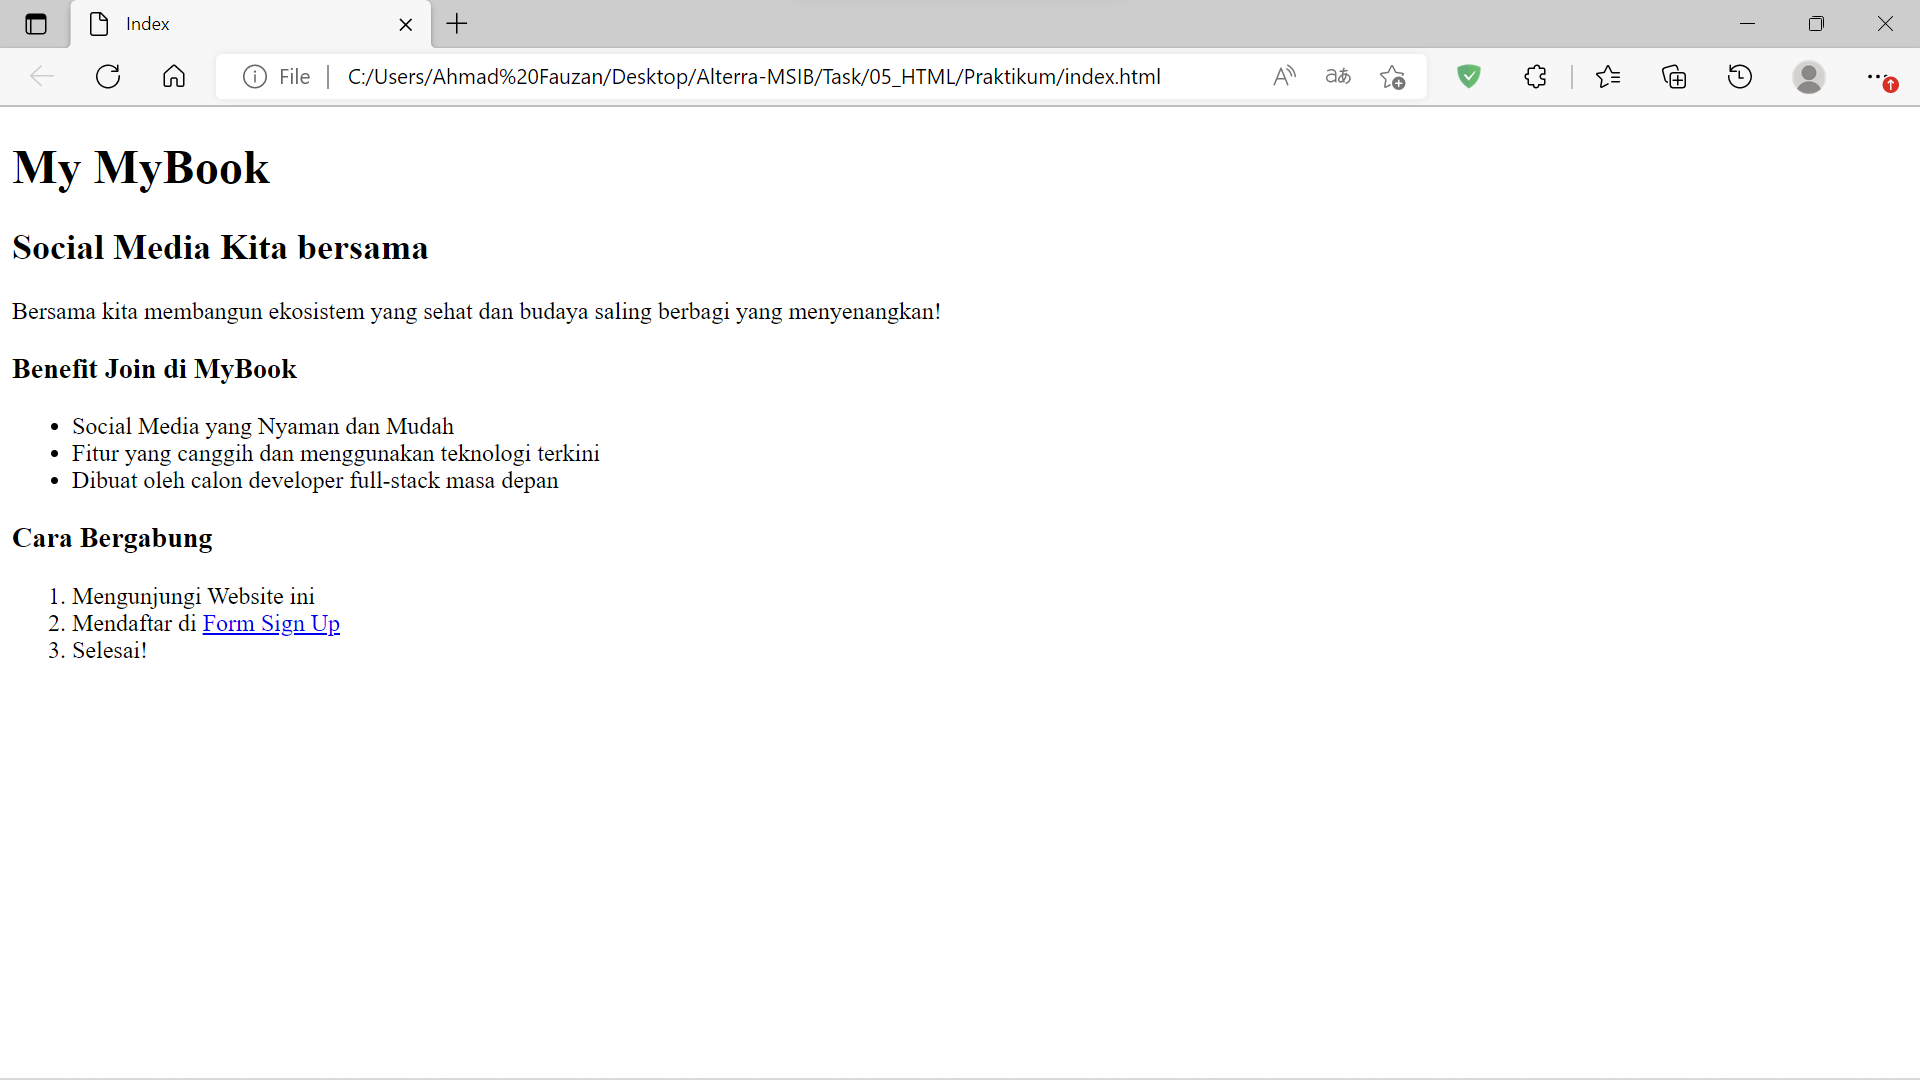 Index
File
C:/Users/Ahmad%20Fauzan/Desktop/Alterra-MSIB/Task/05_HTML/Praktikum/index.html
My MyBook
Social Media Kita bersama
Bersama kita membangun ekosistem yang sehat dan budaya saling berbagi yang menyenangkan!
Benefit Join di MyBook
• Social Media yang Nyaman dan Mudah
• Fitur yang canggih dan menggunakan teknologi terkini
• Dibuat oleh calon developer full-stack masa depan
Cara Bergabung
1. Mengunjungi Website ini
2. Mendaftar di Form Sign Up
3. Selesai!